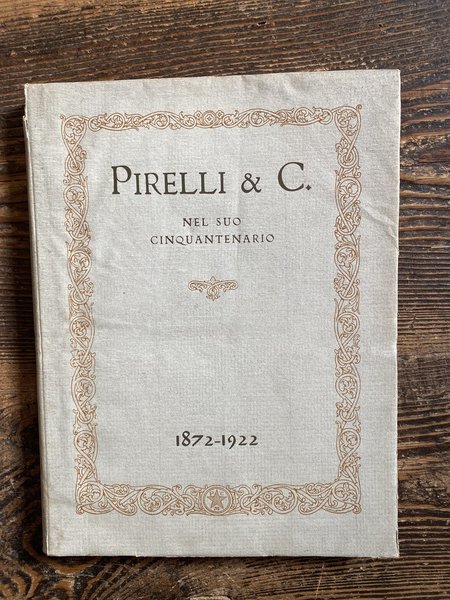 PIRELLI & C.
NEL SUO
CINQUANTENARIO
1872-1922